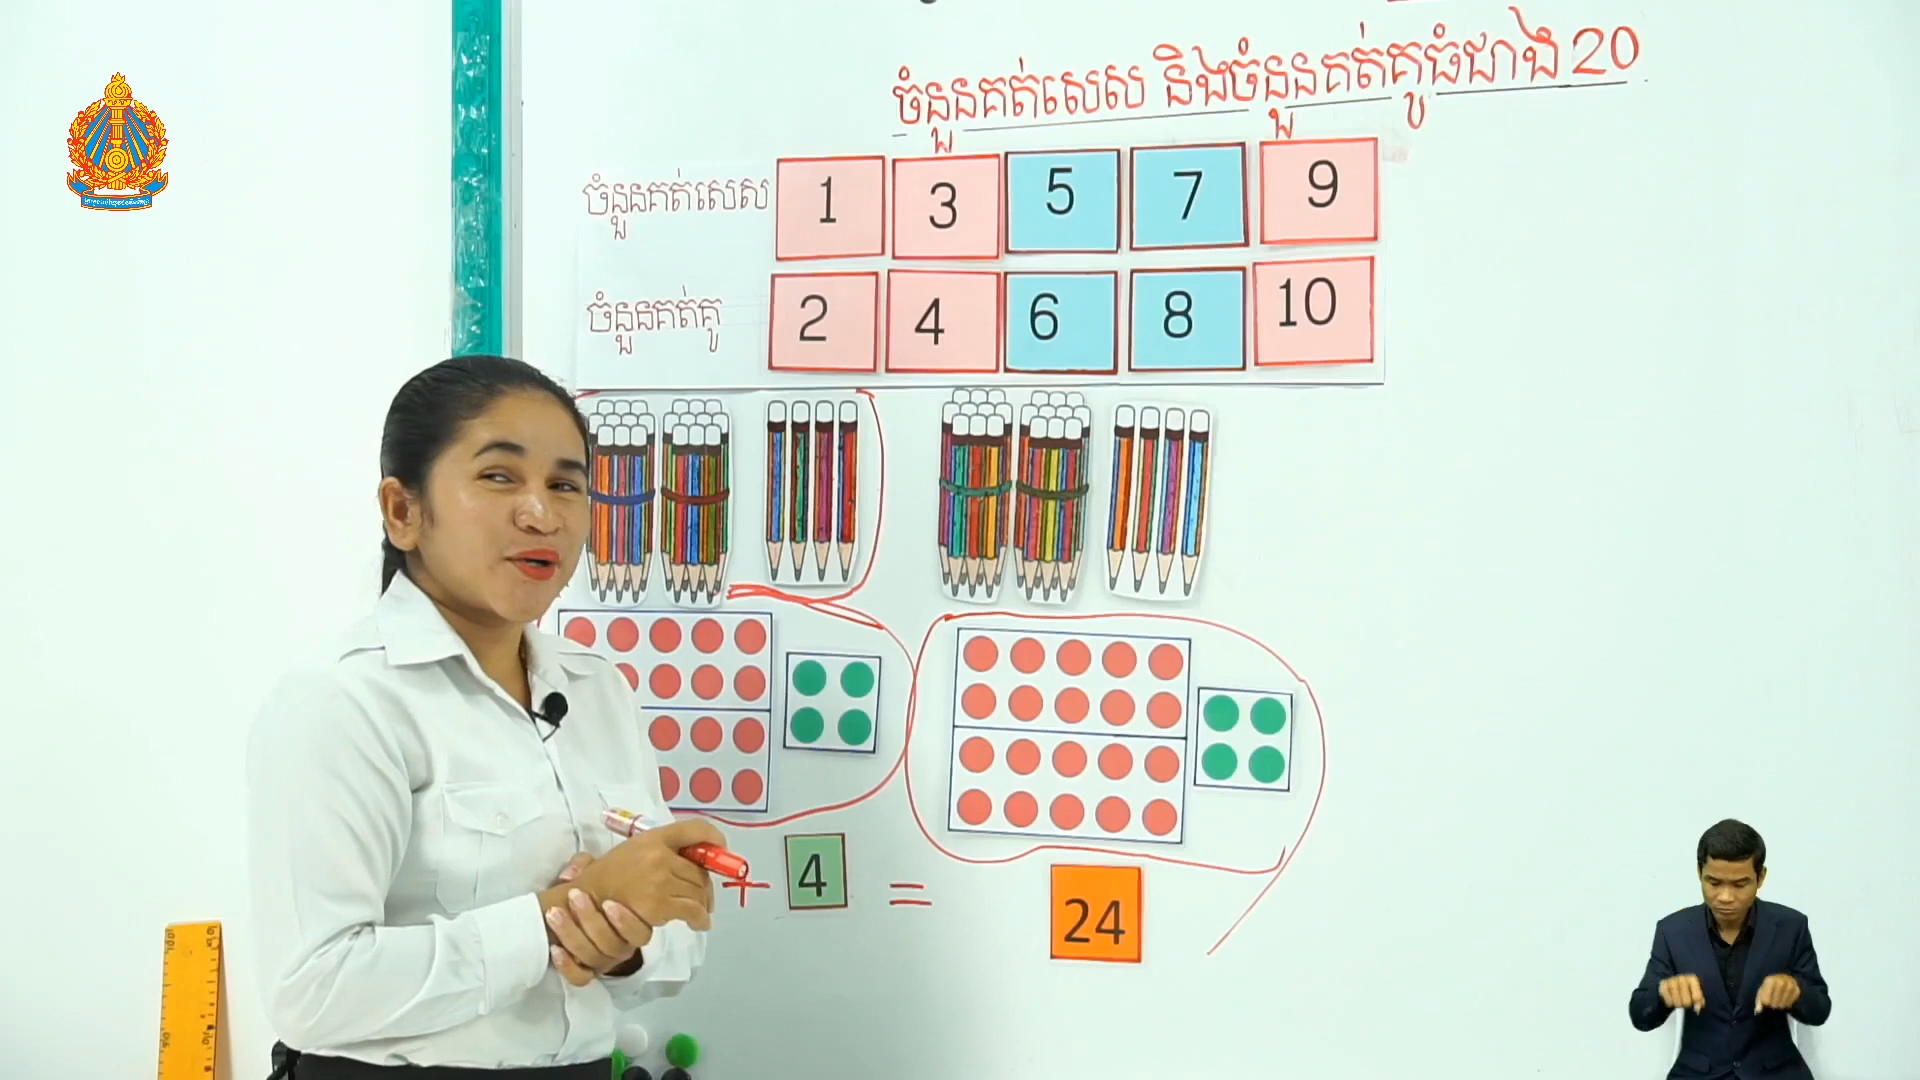 ចំនួនគត់សេស និងចំនួនគត់គូធំជាង 20
ចំនួនគត់សេស 1 3 5 7 9
ចំនួនគត់គូ 2 4 6 8 10
+ 4 = 24